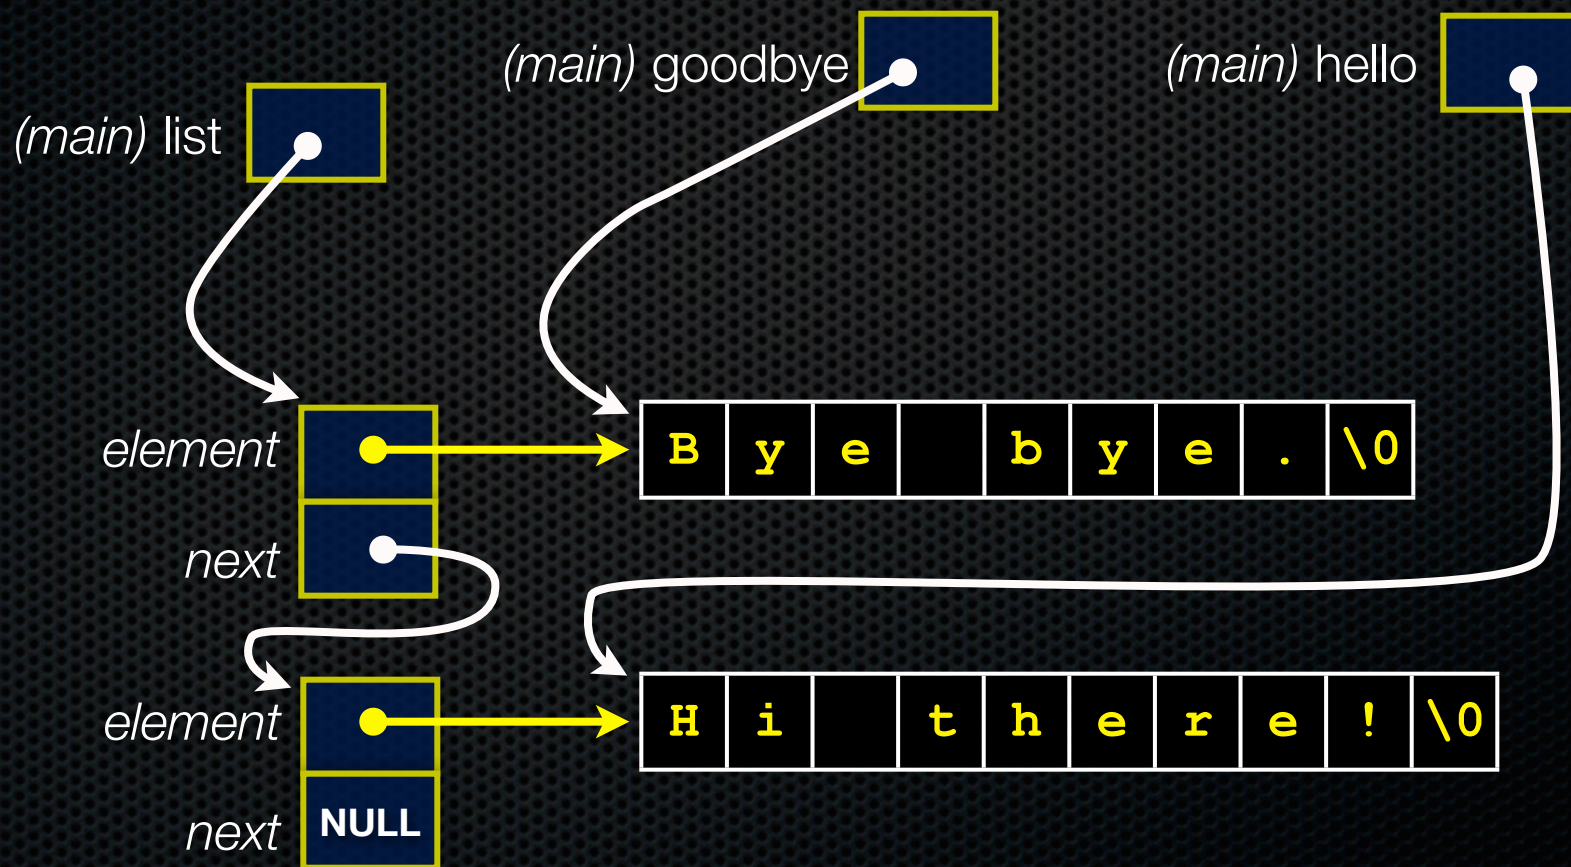 (main) goodbye
(main) hello
(main) list
element
B y e b y e . \0
next
element
H i t h e r e ! \0
next
NULL